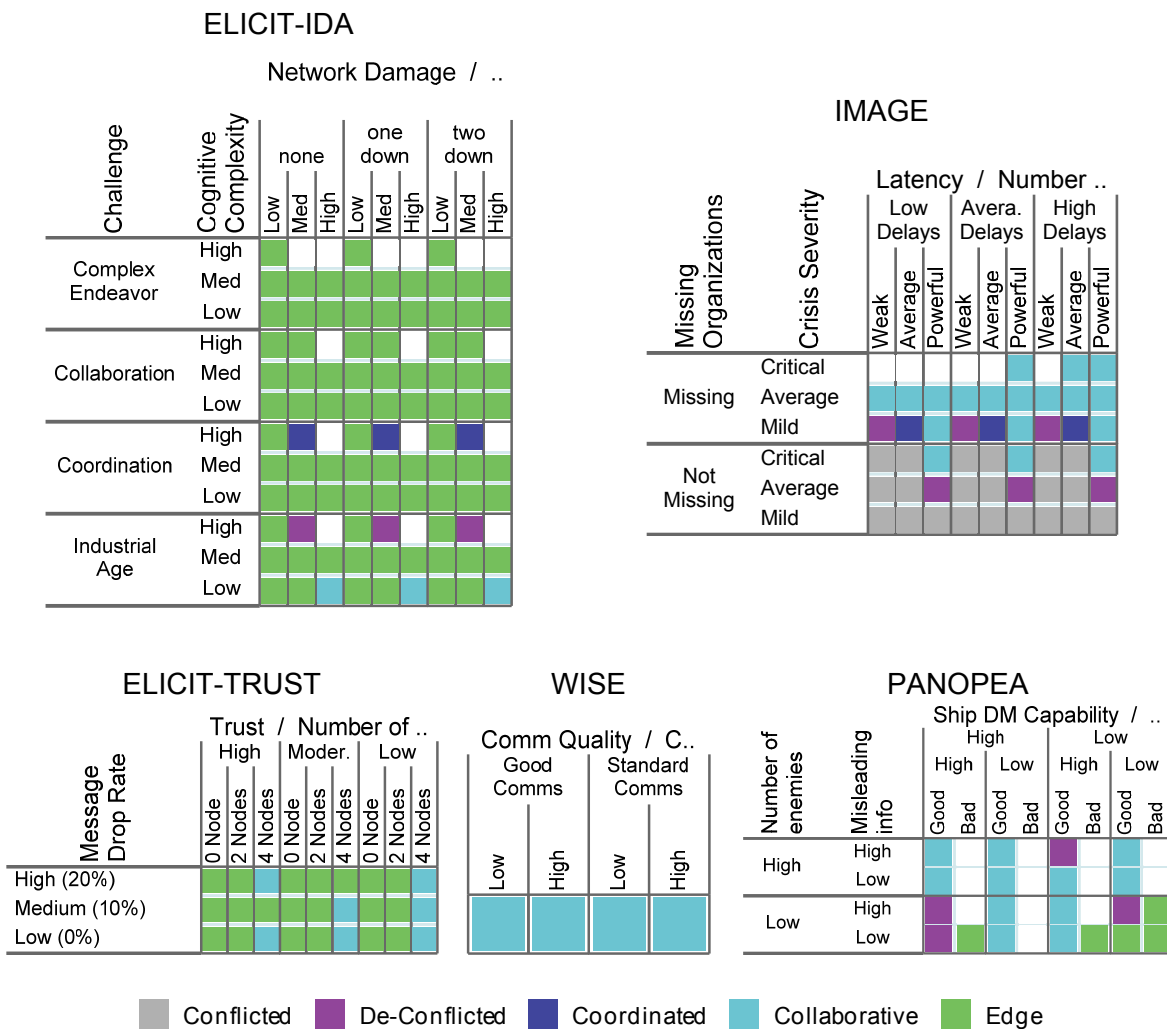 ELICIT-IDA
Network Damage / ..
Challenge
Cognitive
Complexity
none
one
down
two
down
Low
Med
High
Low
Med
High
Low
Med
High
Complex
Endeavor
High
Med
Low
Collaboration
High
Med
Low
Coordination
High
Med
Low
Industrial
Age
High
Med
Low
IMAGE
Latency / Number ..
Missing
Organizations
Crisis Severity
Low
Delays
Avera.
Delays
High
Delays
Weak
Average
Powerful
Weak
Average
Powerful
Weak
Average
Powerful
Missing
Critical
Average
Mild
Not
Missing
Critical
Average
Mild
ELICIT-TRUST
Trust / Number of ..
Message
Drop Rate
High
Moder.
Low
0 Node
2 Nodes
4 Nodes
0 Node
2 Nodes
4 Nodes
0 Node
2 Nodes
4 Nodes
High (20%)
Medium (10%)
Low (0%)
WISE
Comm Quality / C..
Good
Comms
Standard
Comms
Low
High
Low
High
PANOPEA
Ship DM Capability / ..
Number of
enemies
Misleading
info
High
Low
High
Low
High
Low
Good
Bad
Good
Bad
Good
Bad
Good
Bad
High
High
Low
Low
High
Low
Conflicted
De-Conflicted
Coordinated
Collaborative
Edge